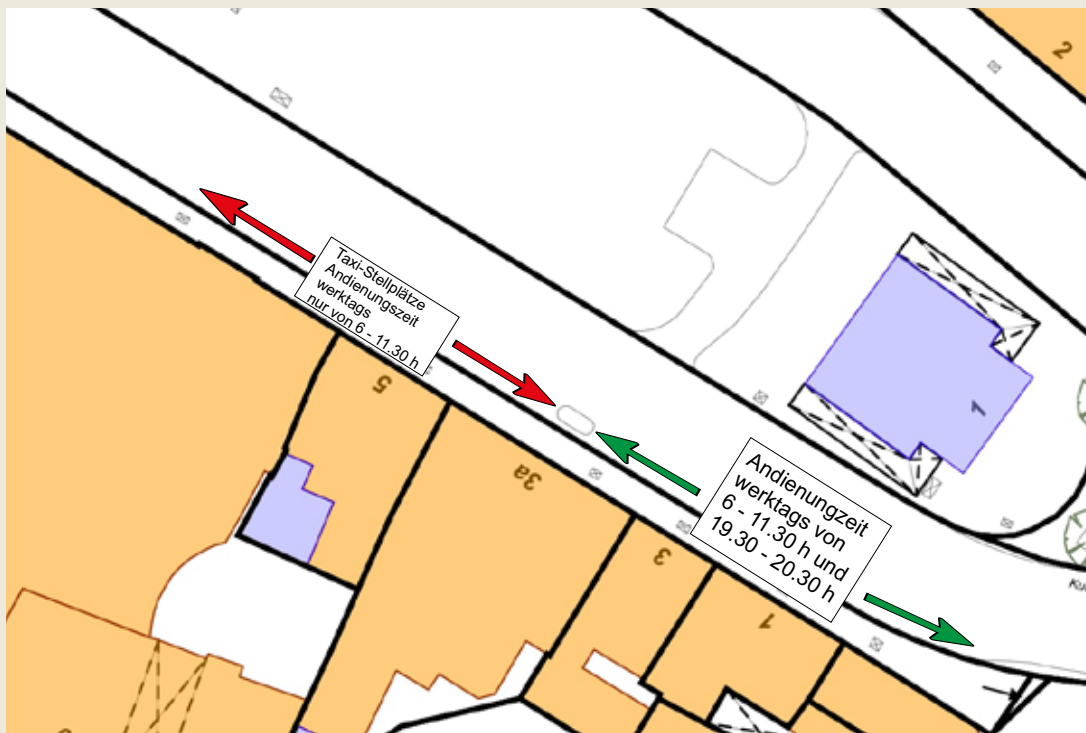 2
Taxi-Stellplätze
Andienungszeit
werktags
nur von 6 - 11.30 h
5
3a
3
1
1
Andienungzeit
werktags von
6 - 11.30 h und
19.30 - 20.30 h